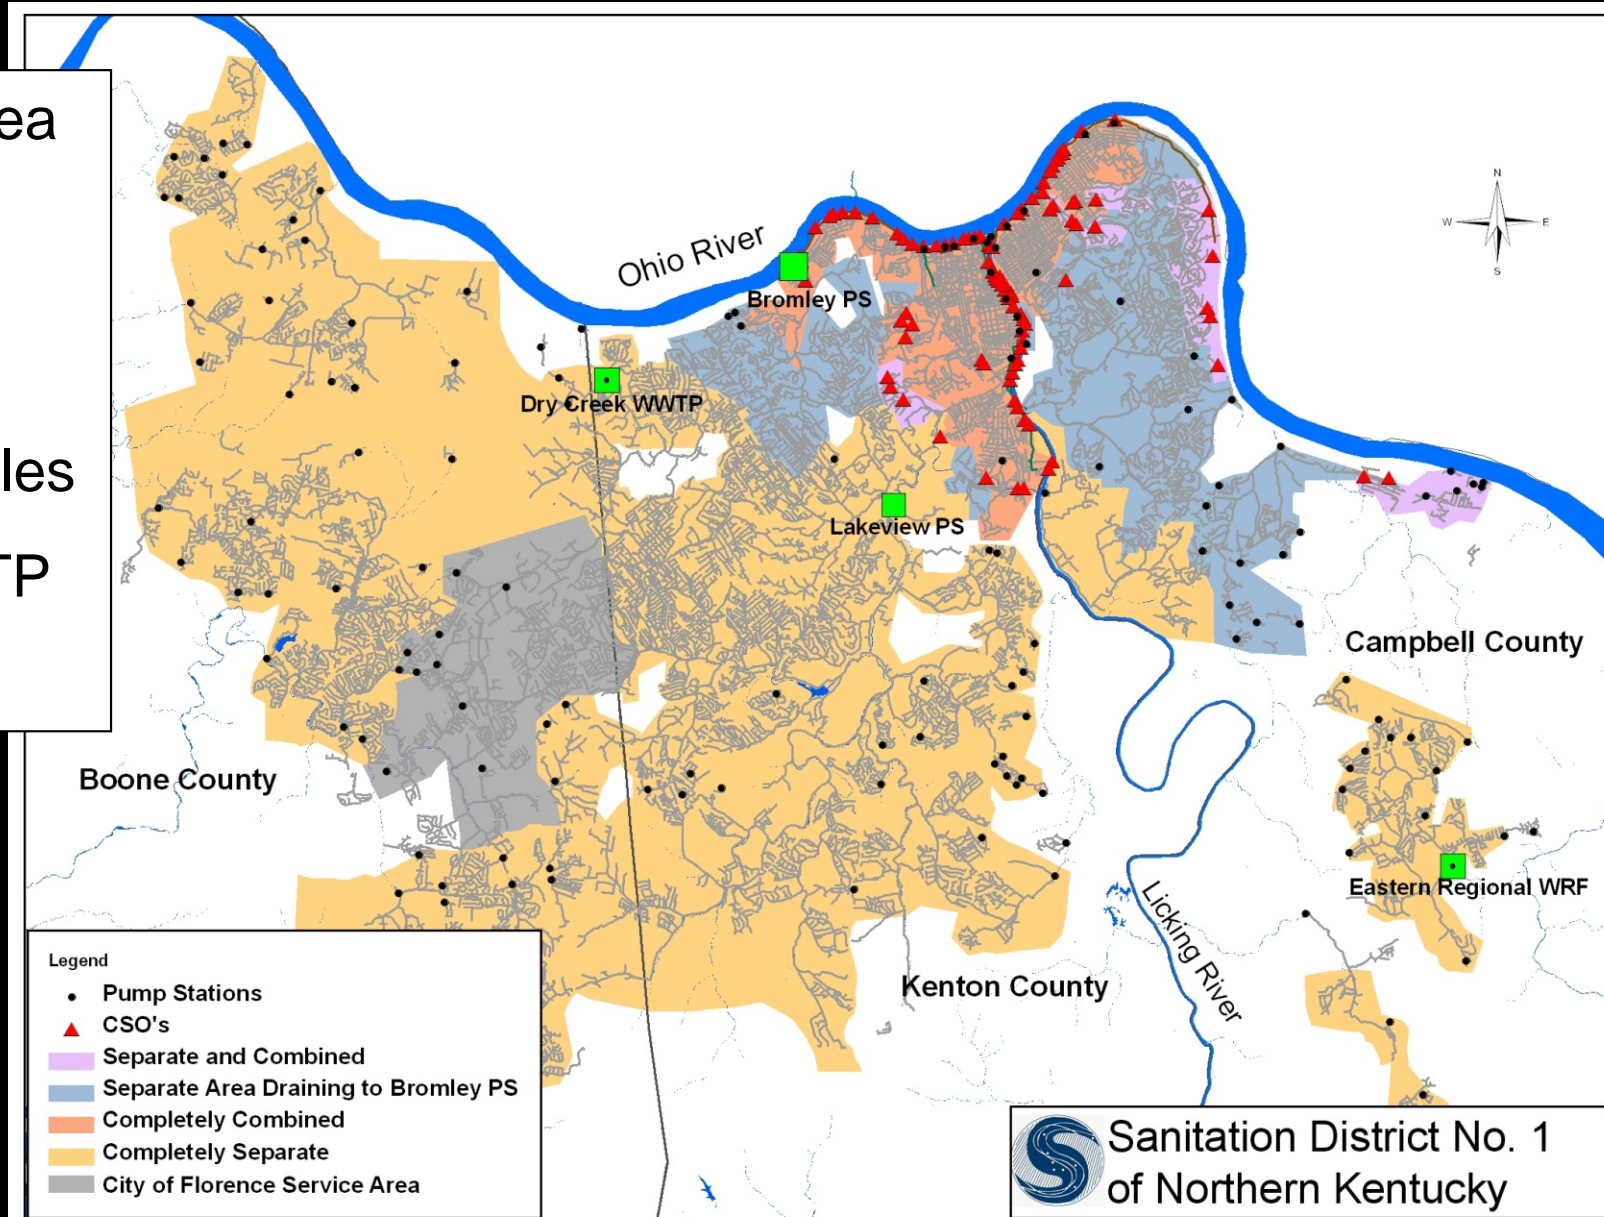 ea
les
TP
N
W E
S
Ohio River
Bromley PS
Dry Creek WWTP
Lakeview PS
Campbell County
Boone County
Eastern Regional WRF
Licking River
Kenton County
Legend
Pump Stations
CSO's
Separate and Combined
Separate Area Draining to Bromley PS
Completely Combined
Completely Separate
City of Florence Service Area
Sanitation District No. 1
of Northern Kentucky